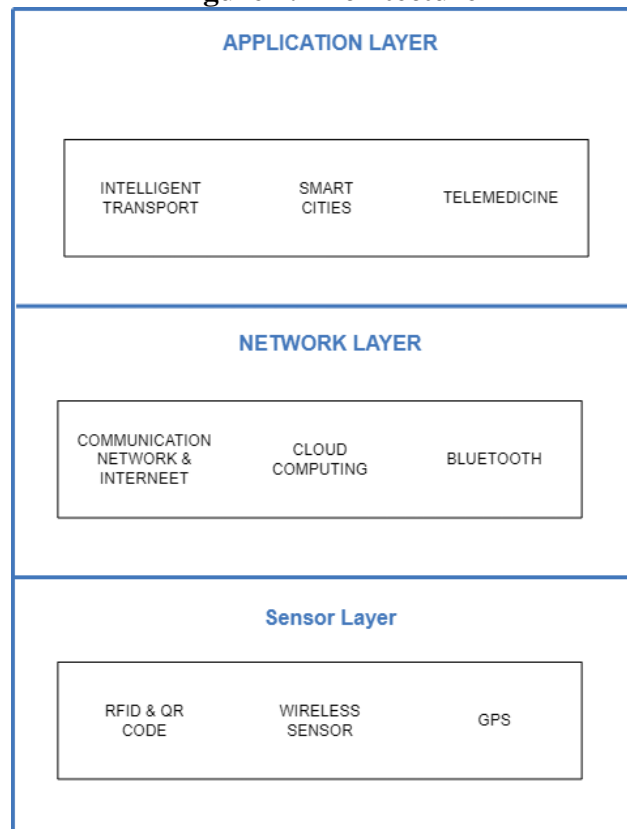 APPLICATION LAYER
INTELLIGENT
TRANSPORT
SMART
CITIES
TELEMEDICINE
NETWORK LAYER
COMMUNICATION
NETWORK &
INTERNEET
CLOUD
COMPUTING
BLUETOOTH
Sensor Layer
RFID & QR
CODE
WIRELESS
SENSOR
GPS